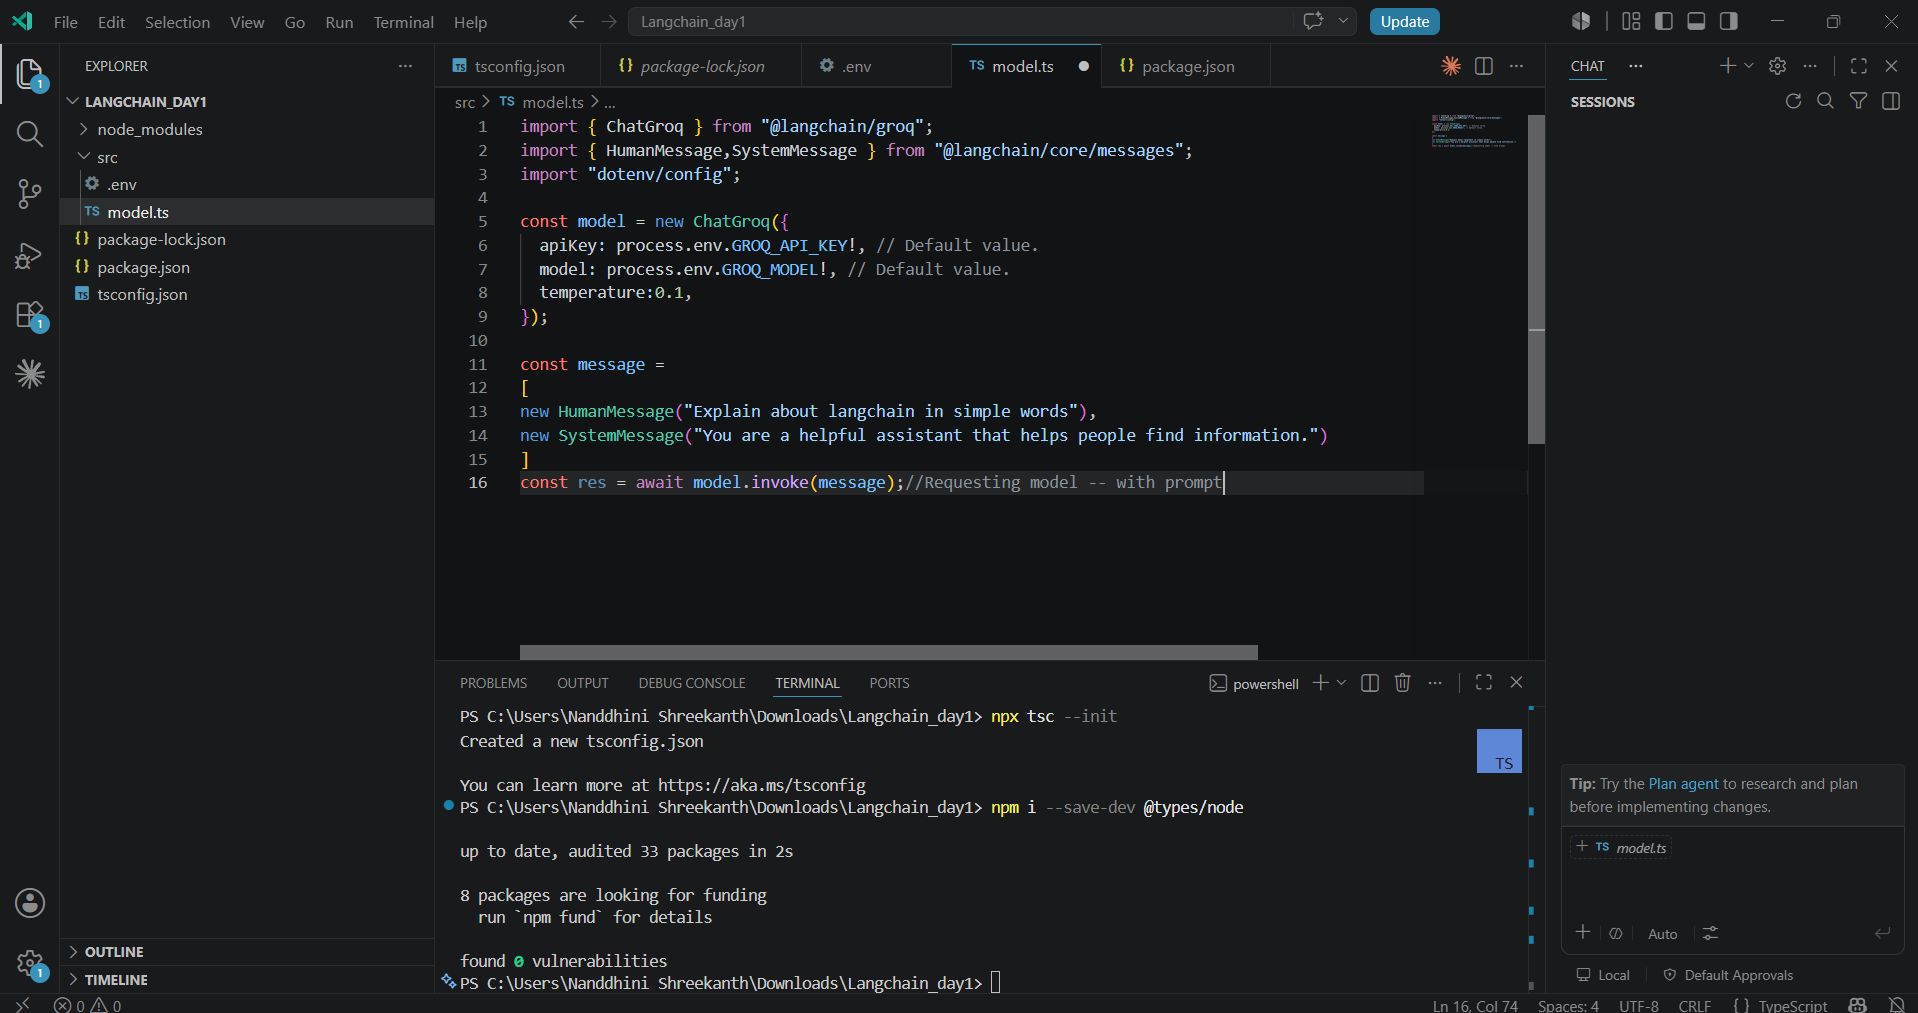 File Edit Selection View Go Run Terminal Help
Langchain_day1
Update
EXPLORER
LANGCHAIN_DAY1
node_modules
src
.env
TS model.ts
{} package-lock.json
{} package.json
TS tsconfig.json
OUTLINE
TIMELINE
1
1
1
TS tsconfig.json
{} package-lock.json
.env
TS model.ts
{} package.json
src > TS model.ts > ...
1 import { ChatGroq } from "@langchain/groq";
2 import { HumanMessage,SystemMessage } from "@langchain/core/messages";
3 import "dotenv/config";
4
5 const model = new ChatGroq({
6 apiKey: process.env.GROQ_API_KEY!, // Default value.
7 model: process.env.GROQ_MODEL!, // Default value.
8 temperature:0.1,
9 });
10
11 const message =
12 [
13 new HumanMessage("Explain about langchain in simple words"),
14 new SystemMessage("You are a helpful assistant that helps people find information.")
15 ]
16 const res = await model.invoke(message);//Requesting model -- with prompt
PROBLEMS OUTPUT DEBUG CONSOLE TERMINAL PORTS
powershell
PS C:\Users\Nanddhini Shreekanth\Downloads\Langchain_day1> npx tsc --init
Created a new tsconfig.json
TS
You can learn more at https://aka.ms/tsconfig
PS C:\Users\Nanddhini Shreekanth\Downloads\Langchain_day1> npm i --save-dev @types/node
up to date, audited 33 packages in 2s
8 packages are looking for funding
run `npm fund` for details
found 0 vulnerabilities
PS C:\Users\Nanddhini Shreekanth\Downloads\Langchain_day1>
CHAT
SESSIONS
Tip: Try the Plan agent to research and plan
before implementing changes.
TS model.ts
Auto
Local Default Approvals
0 0
Ln 16, Col 74 Spaces: 4 UTF-8 CRLF {} TypeScript